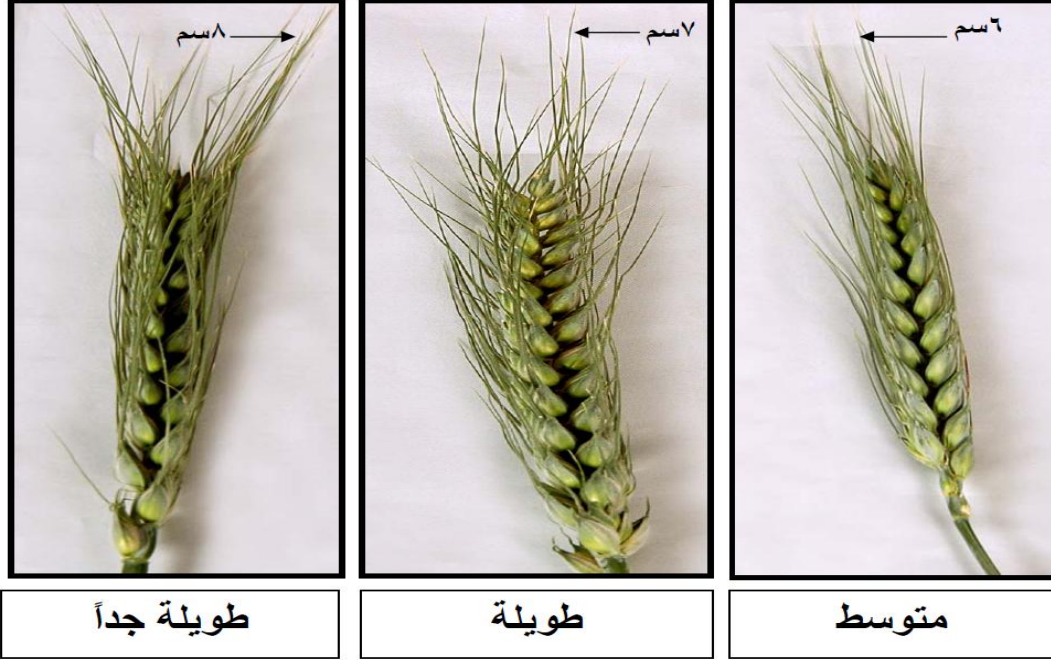 ٦سم
٧سم
٨سم
متوسط
طويلة
طويلة جداً